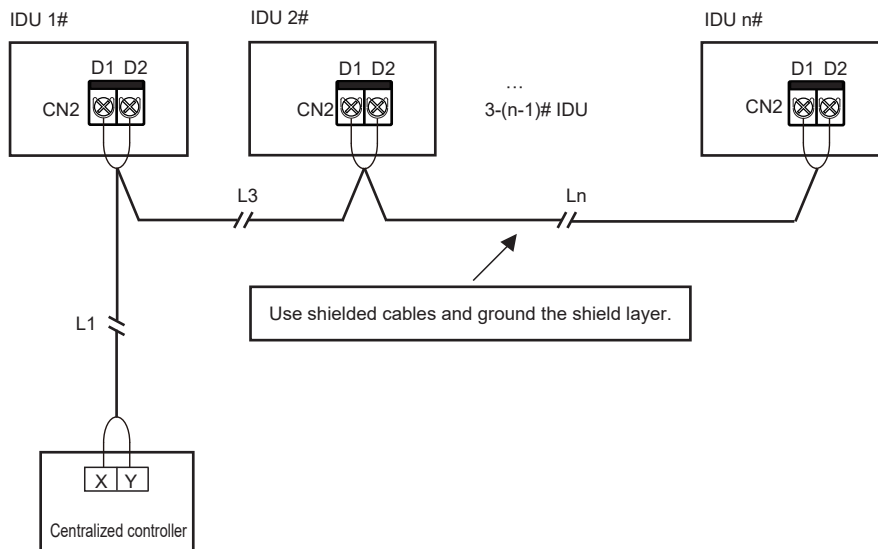 IDU 1#
IDU 2#
IDU n#
D1 D2
CN2
D1 D2
CN2
...
3-(n-1)# IDU
D1 D2
CN2
L3
Ln
Use shielded cables and ground the shield layer.
L1
X Y
Centralized controller